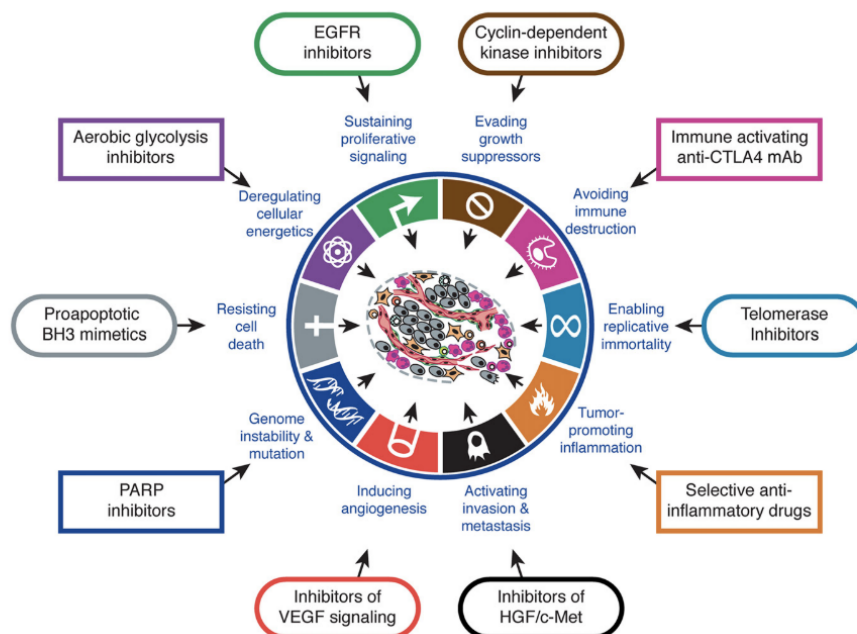 EGFR
inhibitors
Cyclin-dependent
kinase inhibitors
Sustaining
proliferative
signaling
Evading
growth
suppressors
Aerobic glycolysis
inhibitors
Immune activating
anti-CTLA4 mAb
Deregulating
cellular
energetics
Avoiding
immune
destruction
Proapoptotic
BH3 mimetics
Resisting
cell
death
Enabling
replicative
immortality
Telomerase
Inhibitors
Genome
instability &
mutation
Tumor-
promoting
inflammation
PARP
inhibitors
Inducing
angiogenesis
Activating
invasion &
metastasis
Selective anti-
inflammatory drugs
Inhibitors of
VEGF signaling
Inhibitors of
HGF/c-Met